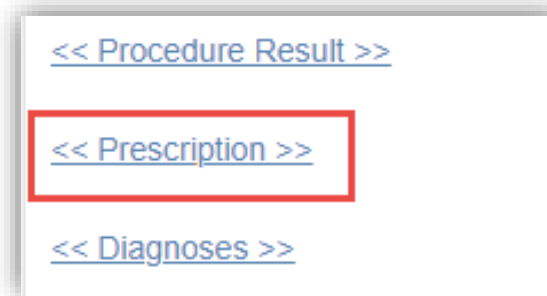 << Procedure Result >>
<< Prescription >>
<< Diagnoses >>